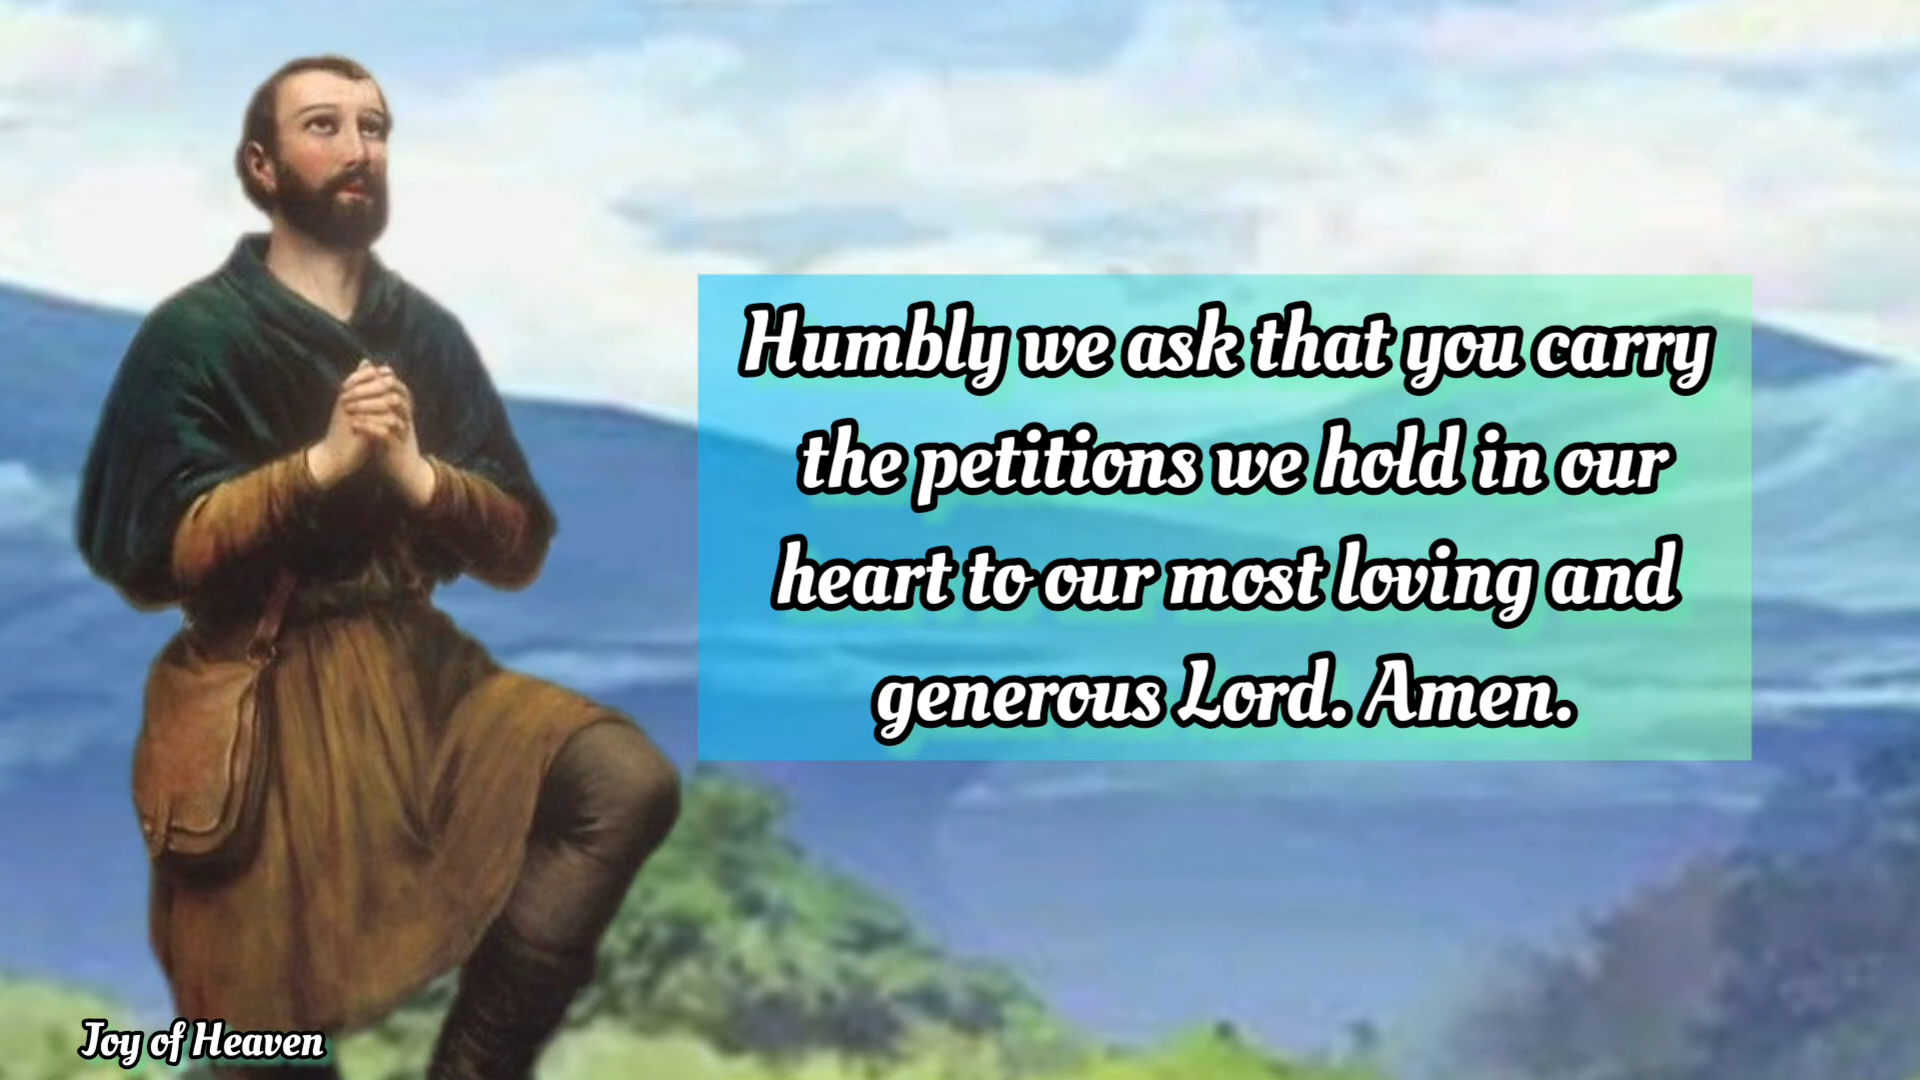 Humbly we ask that you carry
the petitions we hold in our
heart to our most loving and
generous Lord. Amen.
Joy of Heaven